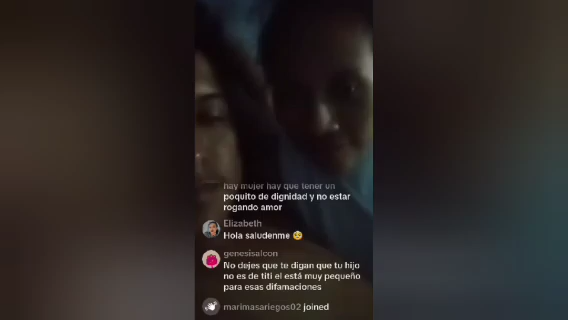 hay mujer hay que tener un
poquito de dignidad y no estar
rogando amor
Elizabeth
Hola saludenme 🥺
genesisalcon
No dejes que te digan que tu hijo
no es de titi el está muy pequeño
para esas difamaciones
marimasariegos02 joined